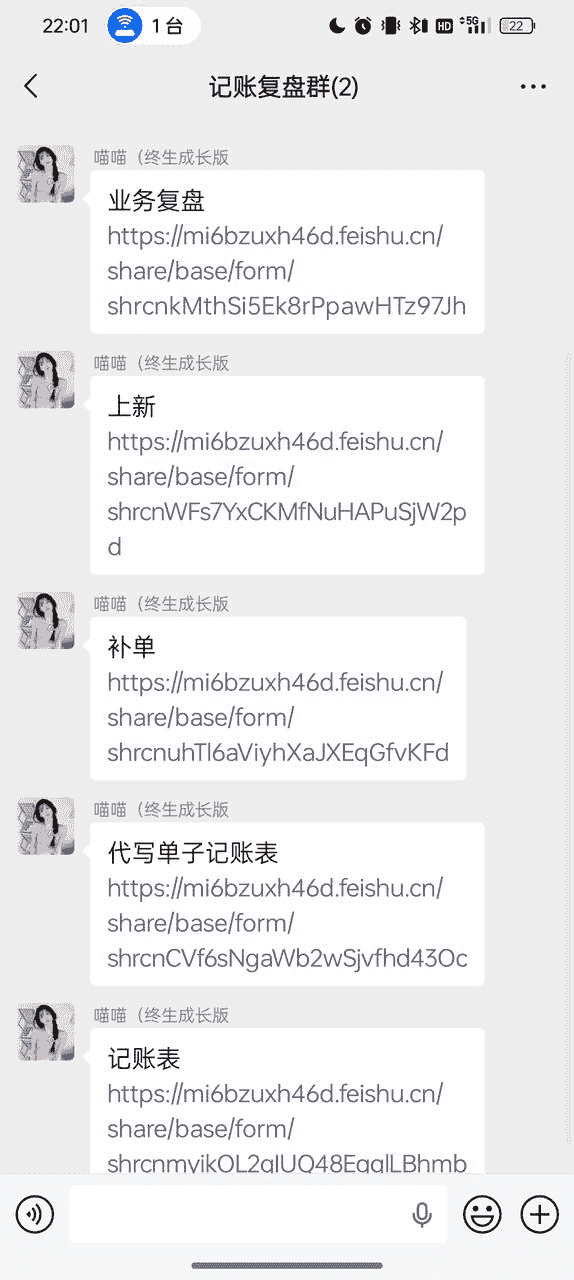 22:01 1 台 HD 5G 22
记账复盘群(2)
喵喵（终生成长版
业务复盘
https://mi6bzuxh46d.feishu.cn/
share/base/form/
shrcnkMthSi5Ek8rPpawHTz97Jh
喵喵（终生成长版
上新
https://mi6bzuxh46d.feishu.cn/
share/base/form/
shrcnWFs7YxCKMfNuHAPuSjW2p
d
喵喵（终生成长版
补单
https://mi6bzuxh46d.feishu.cn/
share/base/form/
shrcnuhTl6aViyhXaJXEqGfvKFd
喵喵（终生成长版
代写单子记账表
https://mi6bzuxh46d.feishu.cn/
share/base/form/
shrcnCVf6sNgaWb2wSjvfhd43Oc
喵喵（终生成长版
记账表
https://mi6bzuxh46d.feishu.cn/
share/base/form/